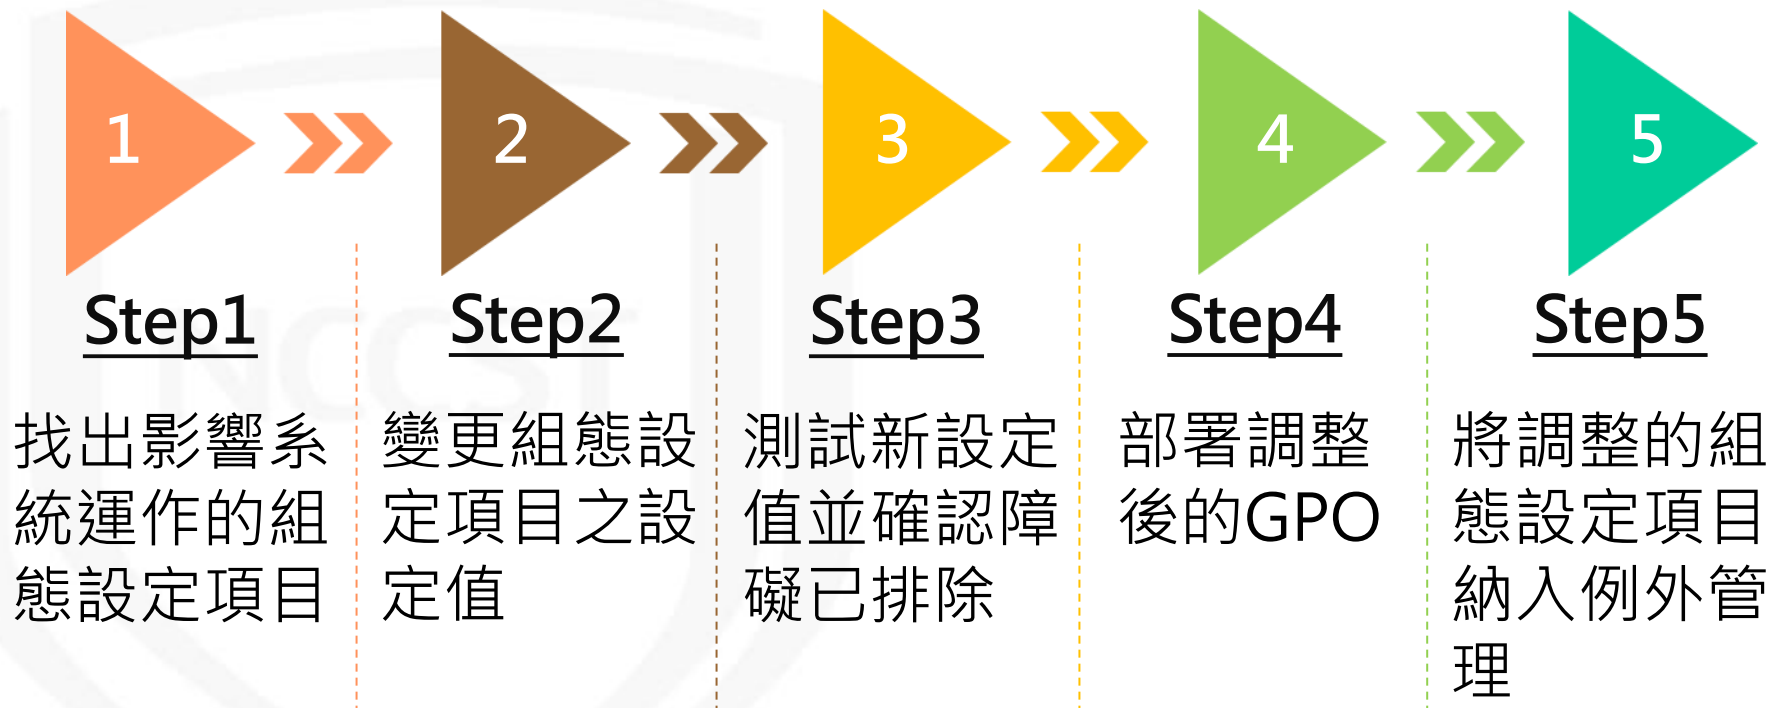 1
2
3
4
5
Step1
找出影響系
統運作的組
態設定項目
Step2
變更組態設
定項目之設
定值
Step3
測試新設定
值並確認障
礙已排除
Step4
部署調整
後的GPO
Step5
將調整的組
態設定項目
納入例外管
理
NCCST